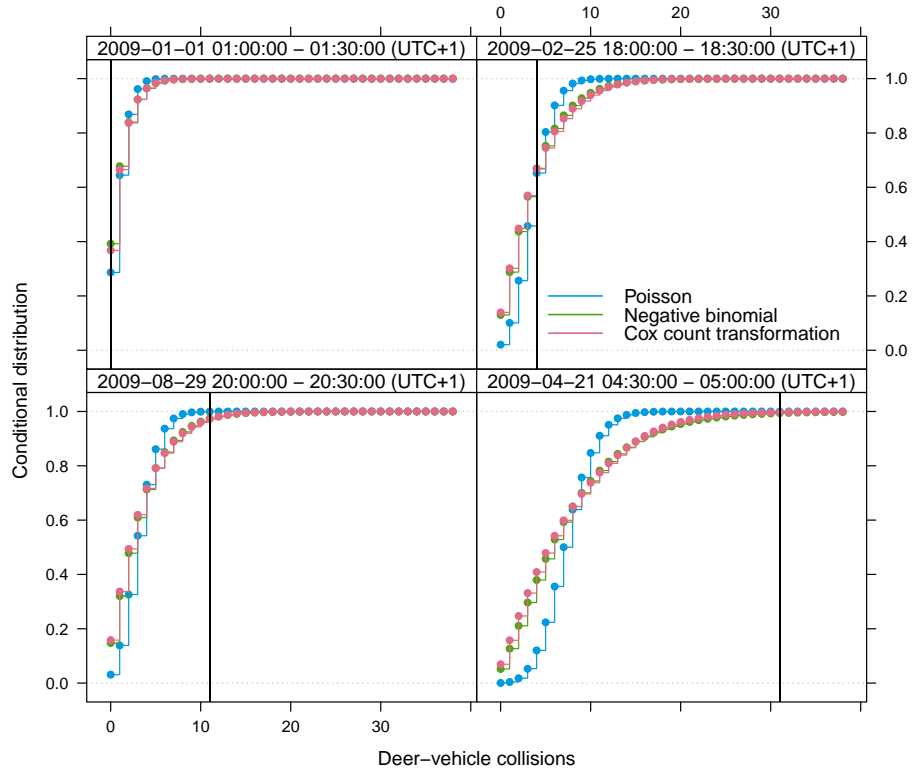 0 10 30
2009−01−01 01:00:00 − 01:30:00 (UTC+1)
2009−02−25 18:00:00 − 18:30:00 (UTC+1)
1.0
0.8
0.6
0.4
0.2
0.0
Poisson
Negative binomial
Cox count transformation
Conditional distribution
2009−08−29 20:00:00 − 20:30:00 (UTC+1)
2009−04−21 04:30:00 − 05:00:00 (UTC+1)
1.0
0.8
0.6
0.4
0.2
0.0
0 10 30
Deer−vehicle collisions